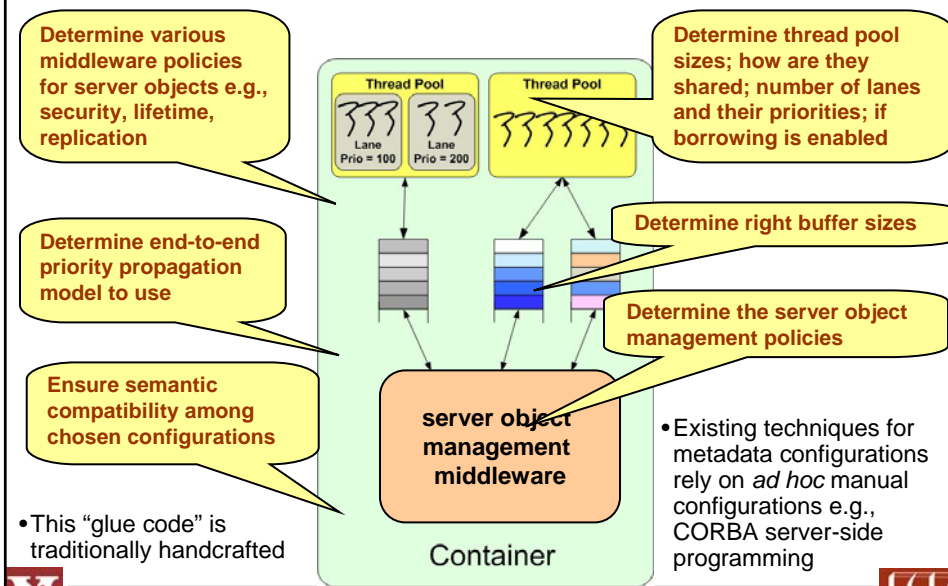 Determine various
middleware policies
for server objects e.g.,
security, lifetime,
replication
Determine thread pool
sizes; how are they
shared; number of lanes
and their priorities; if
borrowing is enabled
Thread Pool
Lane
Prio = 100
Lane
Prio = 200
Thread Pool
Determine end-to-end
priority propagation
model to use
Determine right buffer sizes
Determine the server object
management policies
Ensure semantic
compatibility among
chosen configurations
server object
management
middleware
•Existing techniques for
metadata configurations
rely on ad hoc manual
configurations e.g.,
CORBA server-side
programming
•This “glue code” is
traditionally handcrafted
Container